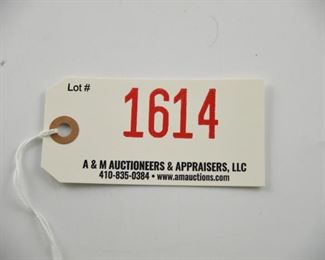 Lot #
1614
A & M AUCTIONEERS & APPRAISERS, LLC
410-835-0384 • www.amauctions.com